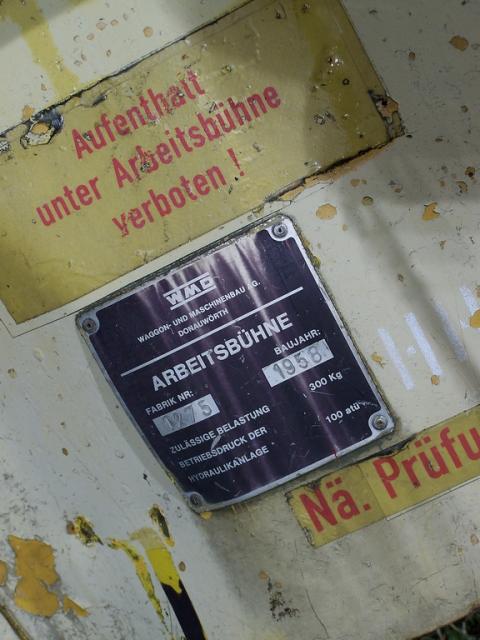 Aufenthalt
unter Arbeitsbühne
verboten !
WMD
WAGGON- UND MASCHINENBAU AG.
DONAUWÖRTH
ARBEITSBÜHNE
FABRIK NR: BAUJAHR:
1275 1958
ZULÄSSIGE BELASTUNG 300 Kg
BETRIEBSDRUCK DER 100 atü
HYDRAULIKANLAGE
Nä. Prüfu